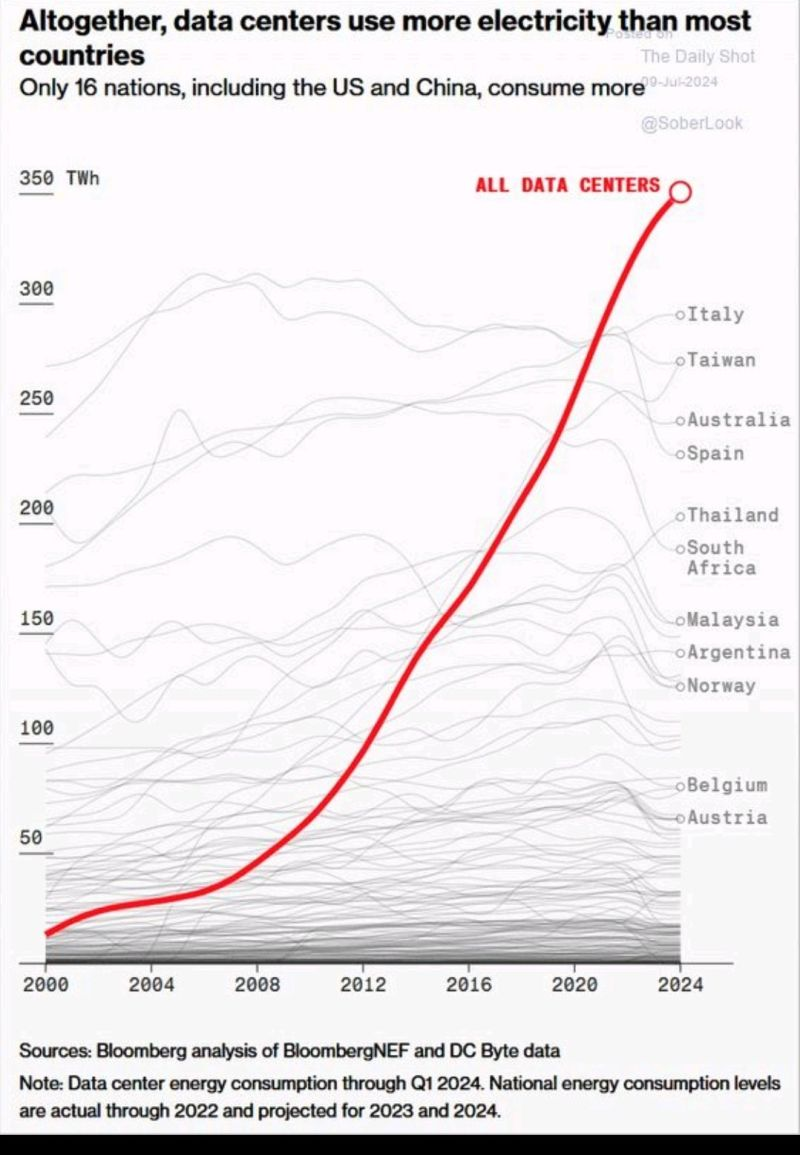 Altogether, data centers use more electricity than most
countries
Only 16 nations, including the US and China, consume more
Posted on
The Daily Shot
09-Jul-2024
@SoberLook
350 TWh
ALL DATA CENTERS
300
Italy
Taiwan
250
Australia
Spain
200
Thailand
South
Africa
150
Malaysia
Argentina
Norway
100
Belgium
Austria
50
2000 2004 2008 2012 2016 2020 2024
Sources: Bloomberg analysis of BloombergNEF and DC Byte data
Note: Data center energy consumption through Q1 2024. National energy consumption levels
are actual through 2022 and projected for 2023 and 2024.